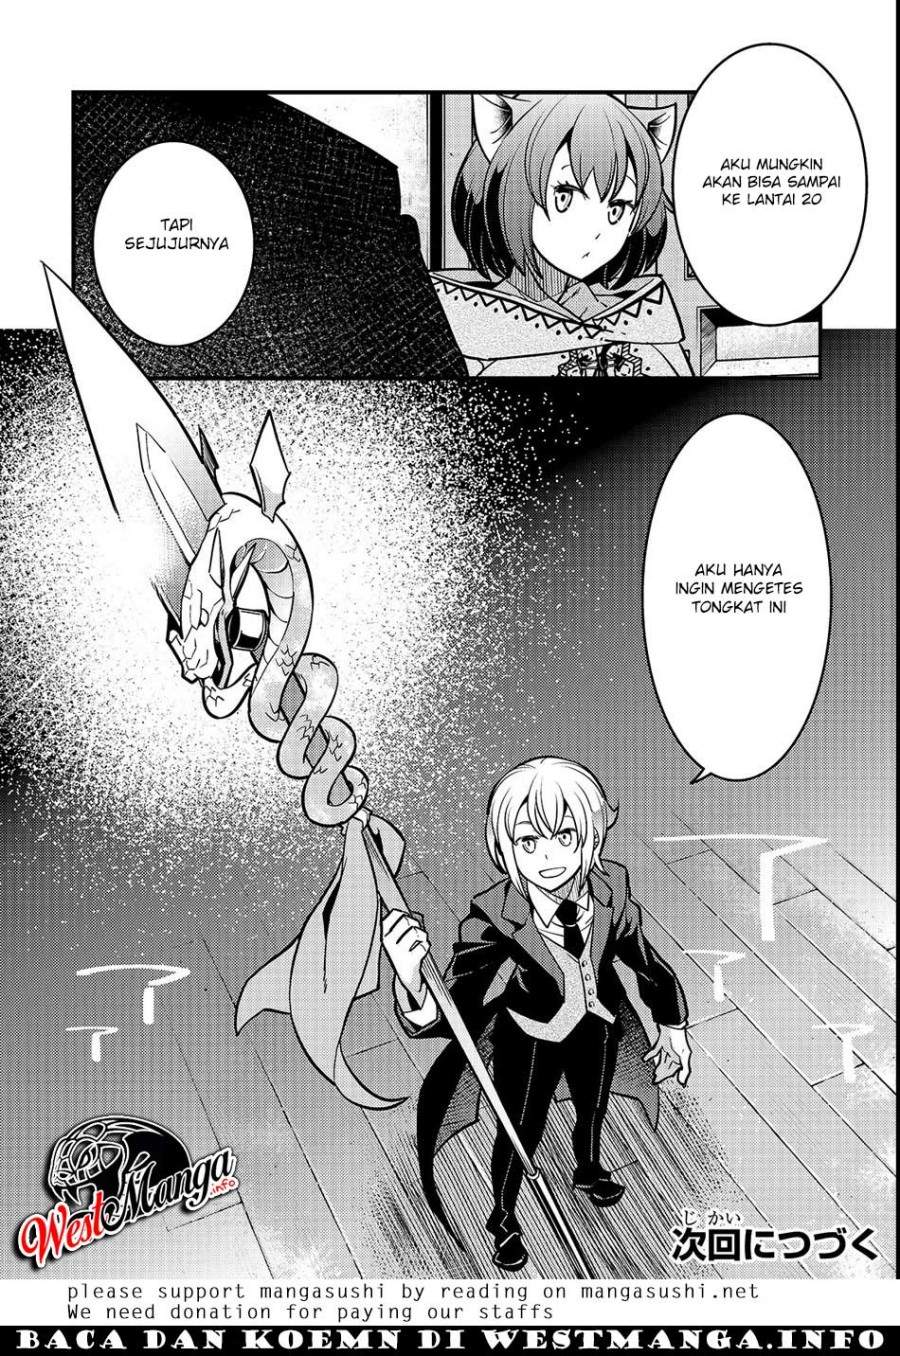 AKU MUNGKIN
AKAN BISA SAMPAI
KE LANTAI 20
TAPI
SEJUJURNYA
AKU HANYA
INGIN MENGETES
TONGKAT INI
じかい
次回につづく
WestManga
.info
please support mangasushi by reading on mangasushi.net
We need donation for paying our staffs
BACA DAN KOEMN DI WESTMANGA.INFO